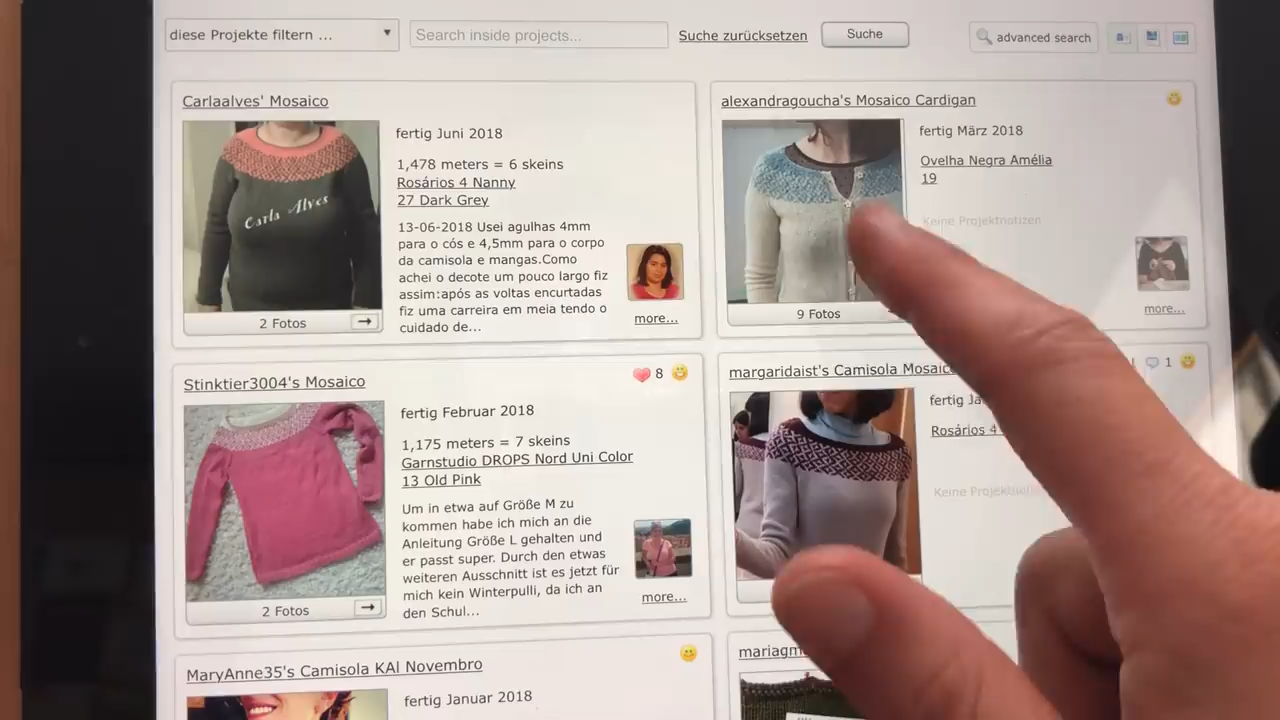 diese Projekte filtern ...
Search inside projects...
Suche zurücksetzen
Suche
advanced search
Carlaalves' Mosaico
fertig Juni 2018
1,478 meters = 6 skeins
Rosários 4 Nanny
27 Dark Grey
13-06-2018 Usei agulhas 4mm
para o cós e 4,5mm para o corpo
da camisola e mangas.Como
achei o decote um pouco largo fiz
assim:após as voltas encurtadas
fiz uma carreira em meia tendo o
cuidado de...
Carla Alves
2 Fotos
more...
alexandragoucha's Mosaico Cardigan
fertig März 2018
Ovelha Negra Amélia
19
Keine Projektnotizen
9 Fotos
more...
Stinktier3004's Mosaico
8
fertig Februar 2018
1,175 meters = 7 skeins
Garnstudio DROPS Nord Uni Color
13 Old Pink
Um in etwa auf Größe M zu
kommen habe ich mich an die
Anleitung Größe L gehalten und
er passt super. Durch den etwas
weiteren Ausschnitt ist es jetzt für
mich kein Winterpulli, da ich an
den Schul...
2 Fotos
more...
margaridaist's Camisola Mosaico
1
fertig Ja
Rosários 4
Keine
MaryAnne35's Camisola KAl Novembro
fertig Januar 2018
mariagm